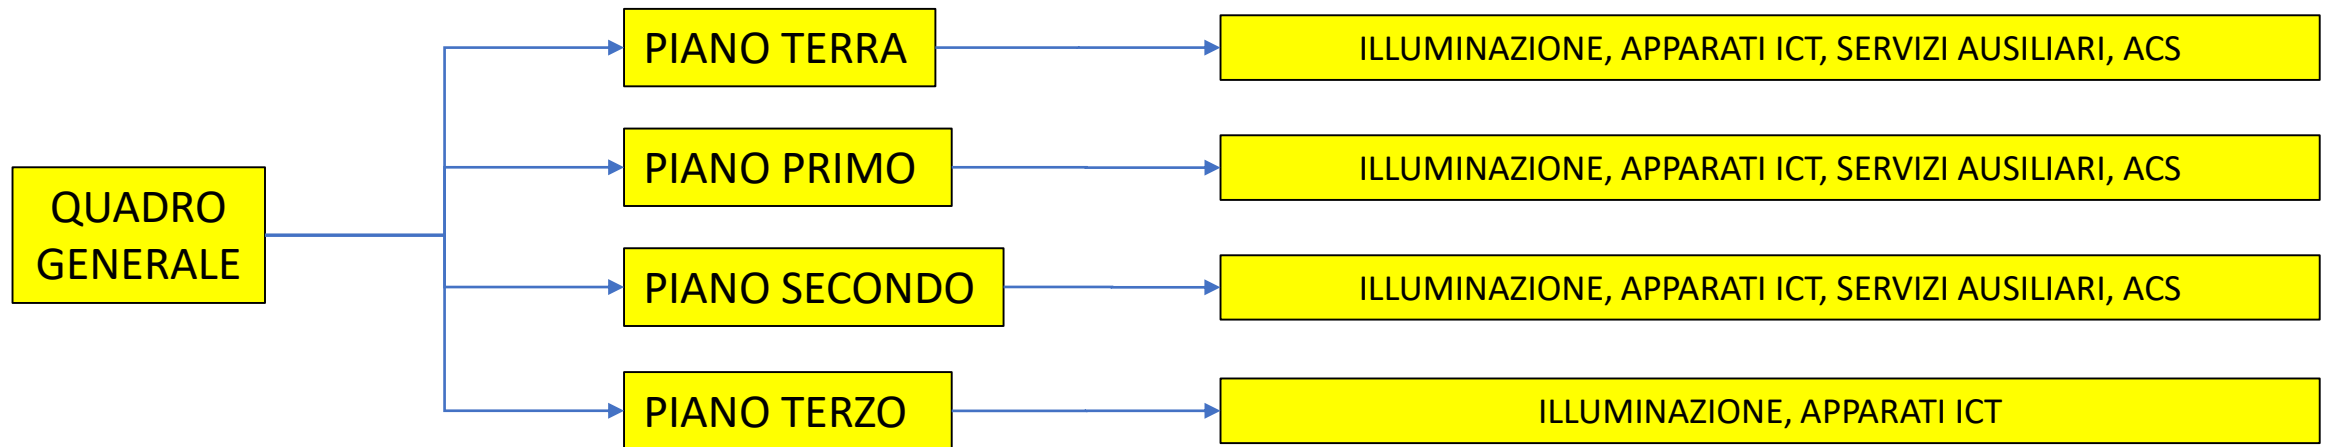 QUADRO
GENERALE
PIANO TERRA
ILLUMINAZIONE, APPARATI ICT, SERVIZI AUSILIARI, ACS
PIANO PRIMO
ILLUMINAZIONE, APPARATI ICT, SERVIZI AUSILIARI, ACS
PIANO SECONDO
ILLUMINAZIONE, APPARATI ICT, SERVIZI AUSILIARI, ACS
PIANO TERZO
ILLUMINAZIONE, APPARATI ICT